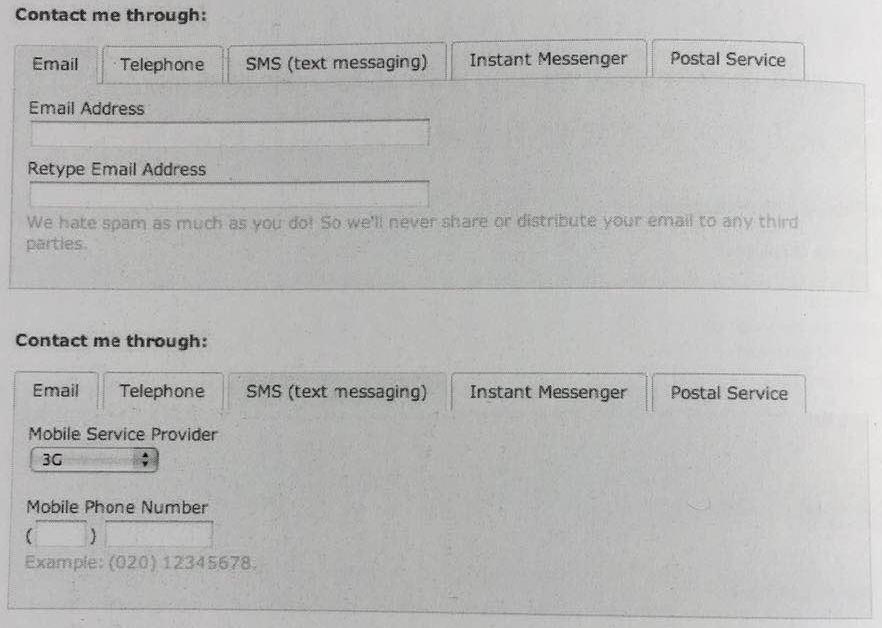 Contact me through:
Email Telephone SMS (text messaging) Instant Messenger Postal Service
Email Address
Retype Email Address
We hate spam as much as you do! So we'll never share or distribute your email to any third
parties.
Contact me through:
Email Telephone SMS (text messaging) Instant Messenger Postal Service
Mobile Service Provider
3G
Mobile Phone Number
( )
Example: (020) 12345678.